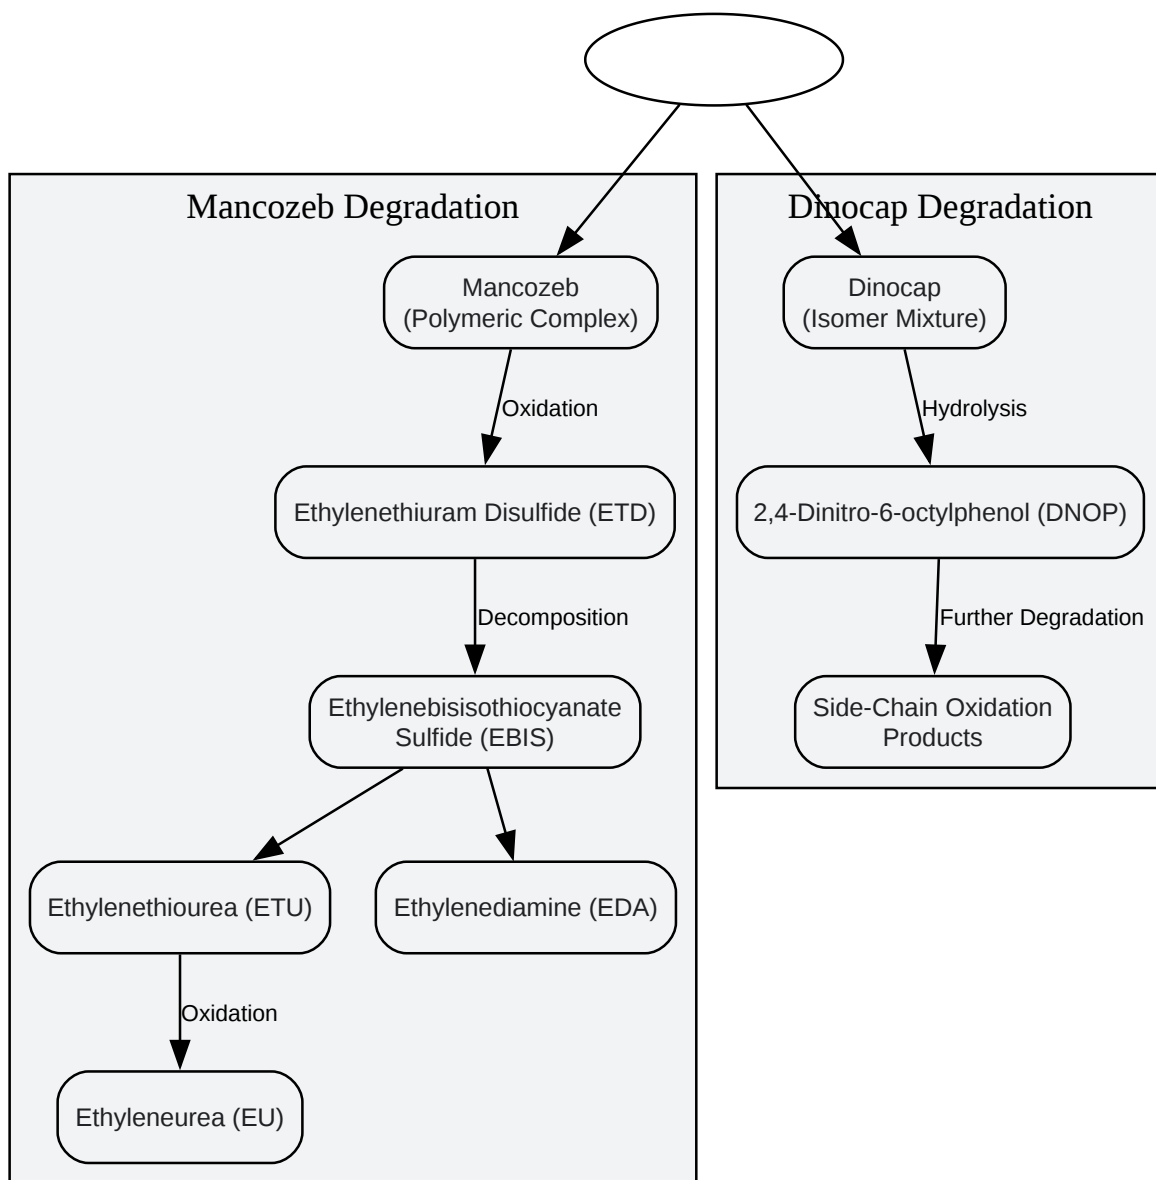 Mancozeb Degradation
Mancozeb
(Polymeric Complex)
Oxidation
Ethylenethiuram Disulfide (ETD)
Decomposition
Ethylenebisisothiocyanate
Sulfide (EBIS)
Ethylenethiourea (ETU)
Ethylenediamine (EDA)
Oxidation
Ethyleneurea (EU)
Dinocap Degradation
Dinocap
(Isomer Mixture)
Hydrolysis
2,4-Dinitro-6-octylphenol (DNOP)
Further Degradation
Side-Chain Oxidation
Products